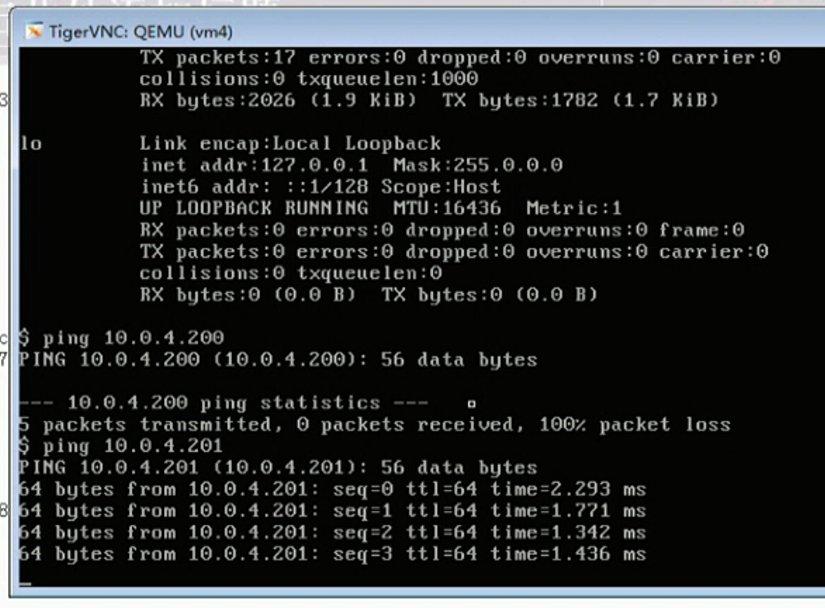 TigerVNC: QEMU (vm4)
TX packets:17 errors:0 dropped:0 overruns:0 carrier:0
collisions:0 txqueuelen:1000
RX bytes:2026 (1.9 KiB)  TX bytes:1782 (1.7 KiB)
3
lo Link encap:Local Loopback
inet addr:127.0.0.1  Mask:255.0.0.0
inet6 addr: ::1/128 Scope:Host
UP LOOPBACK RUNNING  MTU:16436  Metric:1
RX packets:0 errors:0 dropped:0 overruns:0 frame:0
TX packets:0 errors:0 dropped:0 overruns:0 carrier:0
collisions:0 txqueuelen:0
RX bytes:0 (0.0 B)  TX bytes:0 (0.0 B)
c
$ ping 10.0.4.200
7
PING 10.0.4.200 (10.0.4.200): 56 data bytes
--- 10.0.4.200 ping statistics ---
5 packets transmitted, 0 packets received, 100% packet loss
$ ping 10.0.4.201
PING 10.0.4.201 (10.0.4.201): 56 data bytes
64 bytes from 10.0.4.201: seq=0 ttl=64 time=2.293 ms
8
64 bytes from 10.0.4.201: seq=1 ttl=64 time=1.771 ms
64 bytes from 10.0.4.201: seq=2 ttl=64 time=1.342 ms
64 bytes from 10.0.4.201: seq=3 ttl=64 time=1.436 ms